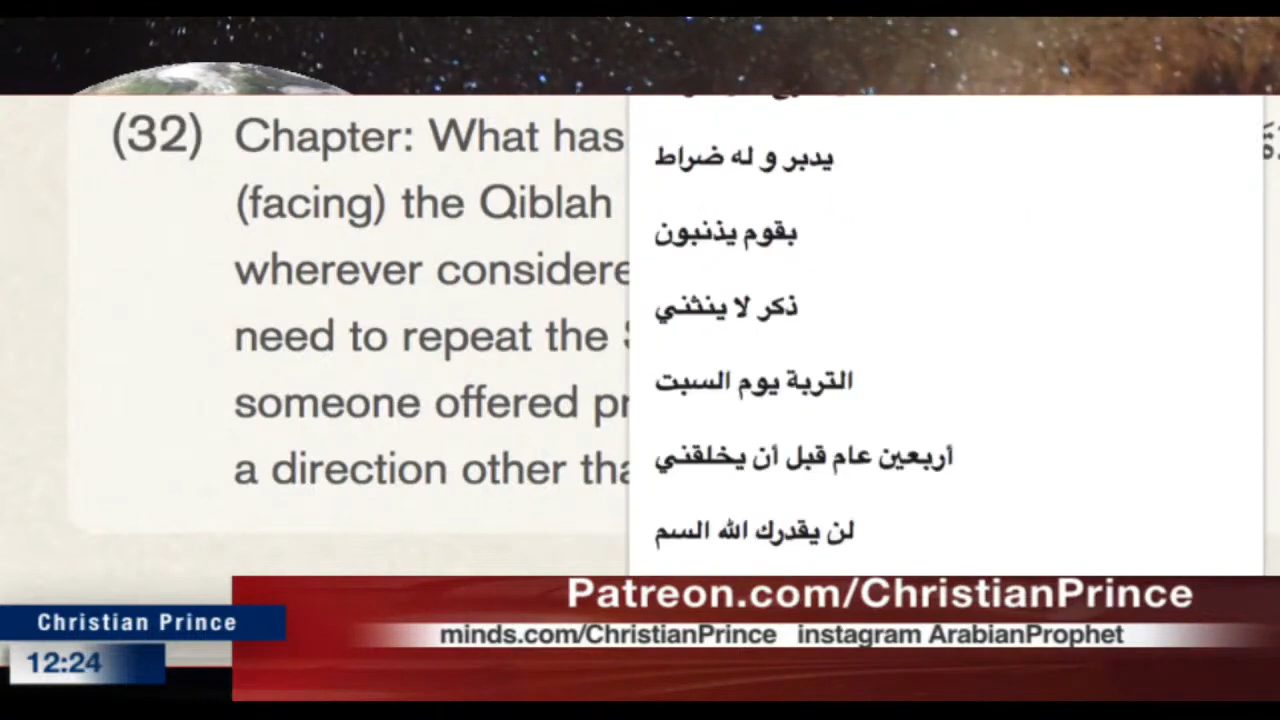 (32) Chapter: What has
(facing) the Qiblah
wherever considere
need to repeat the
someone offered pr
a direction other tha
يدبر و له ضراط
بقوم يذنبون
ذكر لا ينثني
التربة يوم السبت
أربعين عام قبل أن يخلقني
لن يقدرك الله السم
Patreon.com/ChristianPrince
minds.com/ChristianPrince instagram ArabianProphet
Christian Prince
12:24